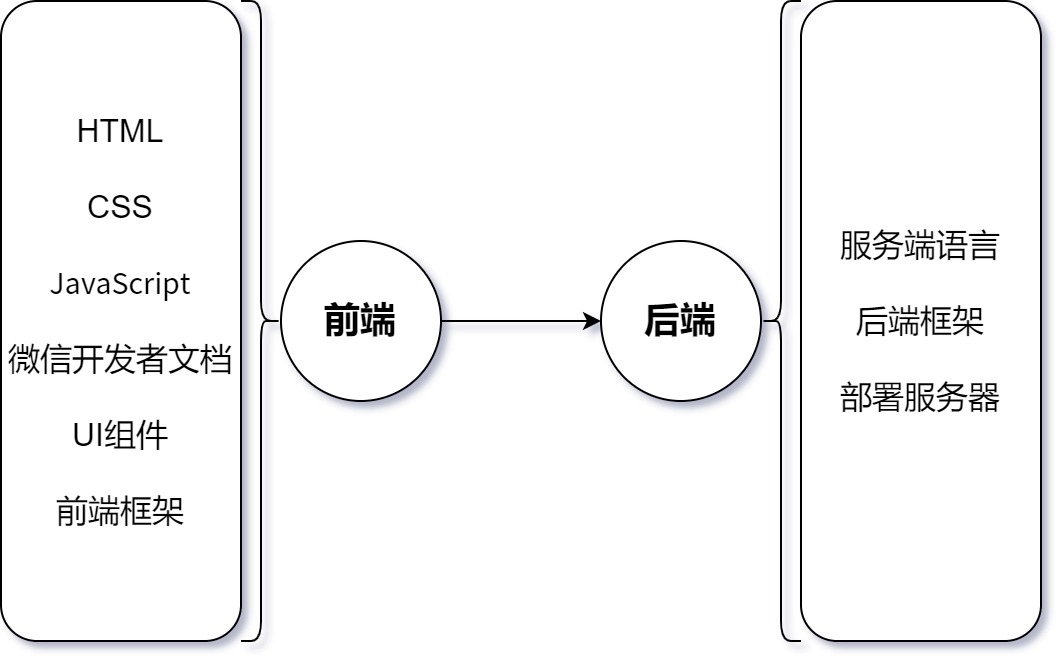 HTML
CSS
JavaScript
微信开发者文档
UI组件
前端框架
前端
后端
服务端语言
后端框架
部署服务器